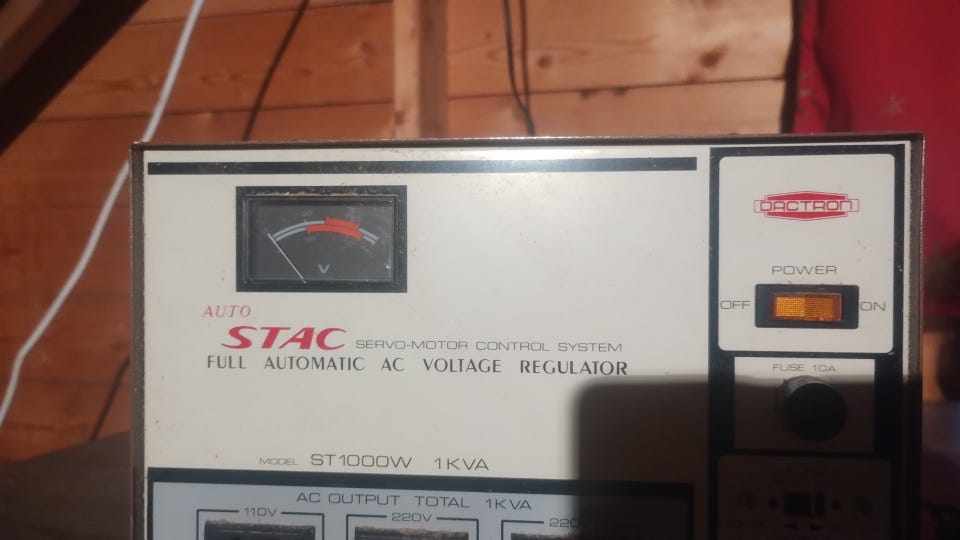 DACTRON
POWER
OFF
ON
V
AUTO
STAC SERVO-MOTOR CONTROL SYSTEM
FULL AUTOMATIC AC VOLTAGE REGULATOR
FUSE 10A
MODEL ST1000W 1KVA
AC OUTPUT TOTAL 1KVA
110V
220V
220